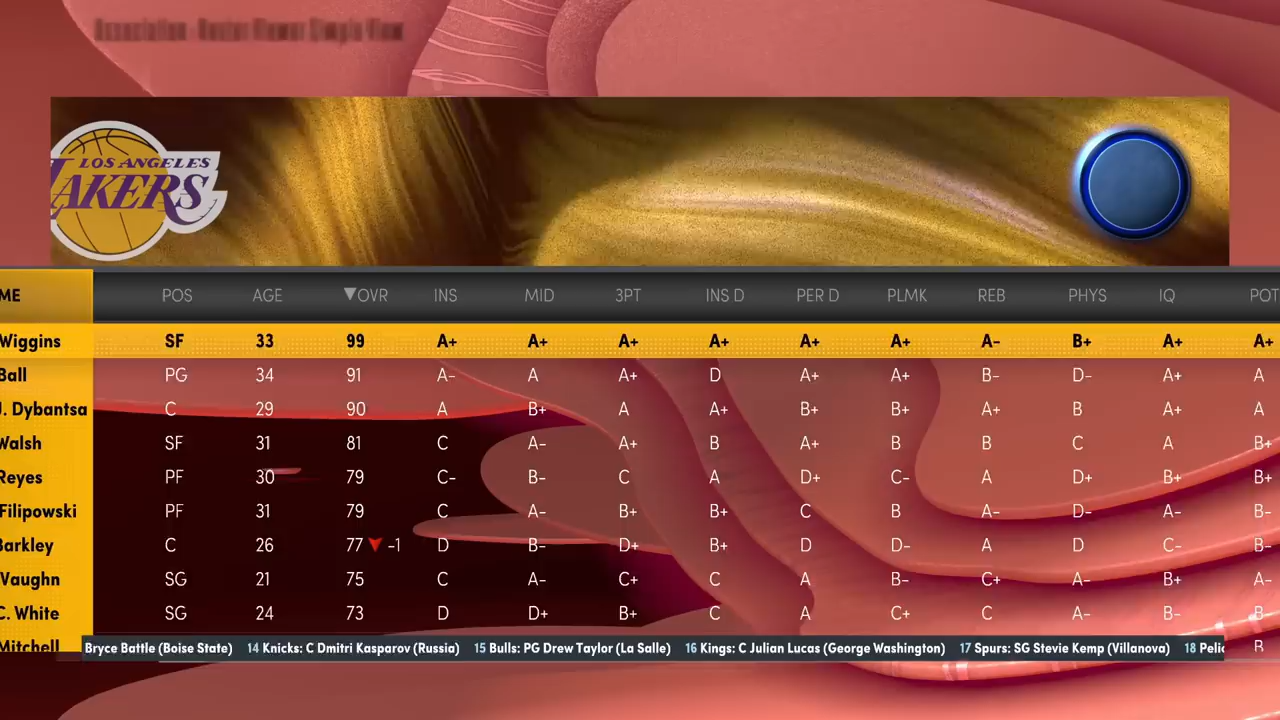 LOS ANGELES
LAKERS
ME POS AGE ▼OVR INS MID 3PT INS D PER D PLMK REB PHYS IQ POT
Wiggins SF 33 99 A+ A+ A+ A+ A+ A+ A- B+ A+ A+
Ball PG 34 91 A- A A+ D A+ A+ B- D- A+ A
J. Dybantsa C 29 90 A B+ A A+ B+ B+ A+ B A+ A
Walsh SF 31 81 C A- A+ B A+ B B C A B+
Reyes PF 30 79 C- B- C A D+ C- A D+ B+ B+
Filipowski PF 31 79 C A- B+ B+ C B A- D- A- B-
Barkley C 26 77 -1 D B- D+ B+ D D- A D C- B-
Vaughn SG 21 75 C A- C+ C A B- C+ A- B+ A-
C. White SG 24 73 D D+ B+ C A C+ C A- B- B
Mitchell
Bryce Battle (Boise State) 14 Knicks: C Dmitri Kasparov (Russia) 15 Bulls: PG Drew Taylor (La Salle) 16 Kings: C Julian Lucas (George Washington) 17 Spurs: SG Stevie Kemp (Villanova) 18